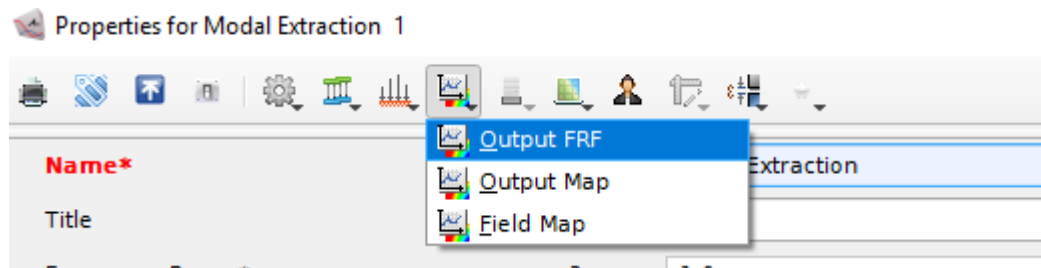 Properties for Modal Extraction 1
Output FRF
Name*
Extraction
Output Map
Title
Field Map